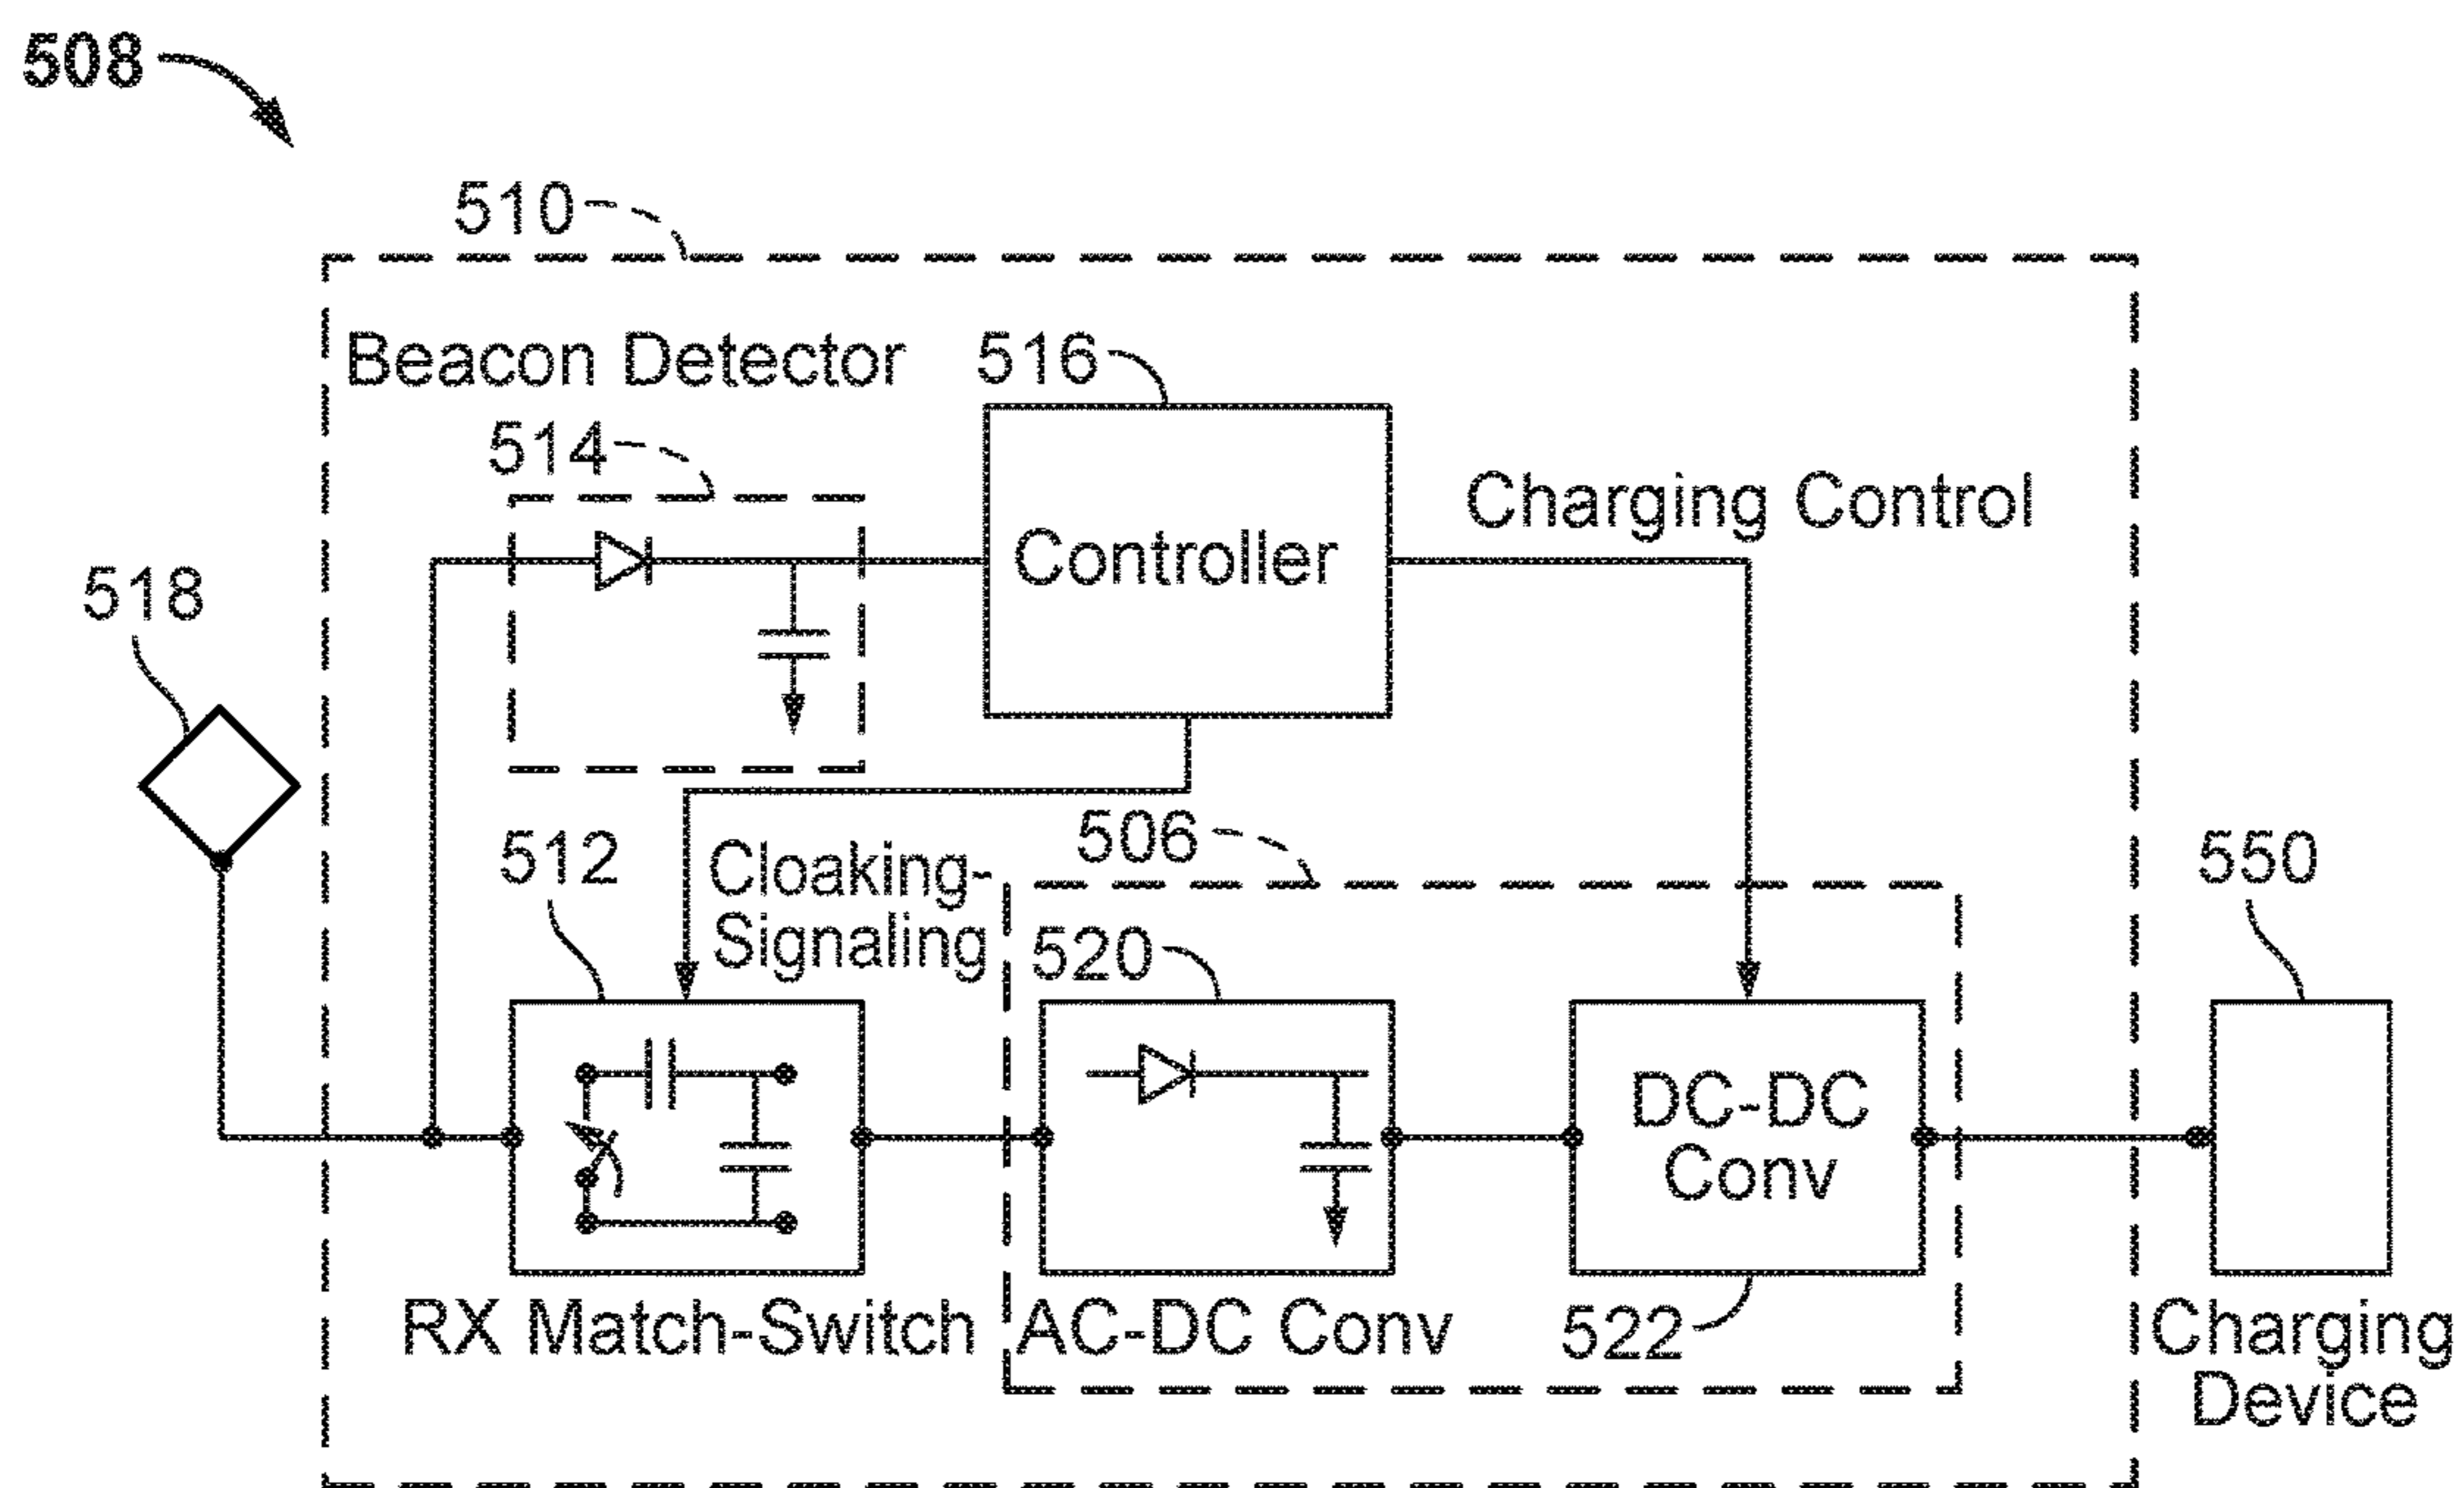 508
510
Beacon Detector
516
514
Charging Control
Controller
518
506
512
Cloaking-
Signaling
550
520
DC-DC
Conv
RX Match-Switch
AC-DC Conv
522
Charging
Device